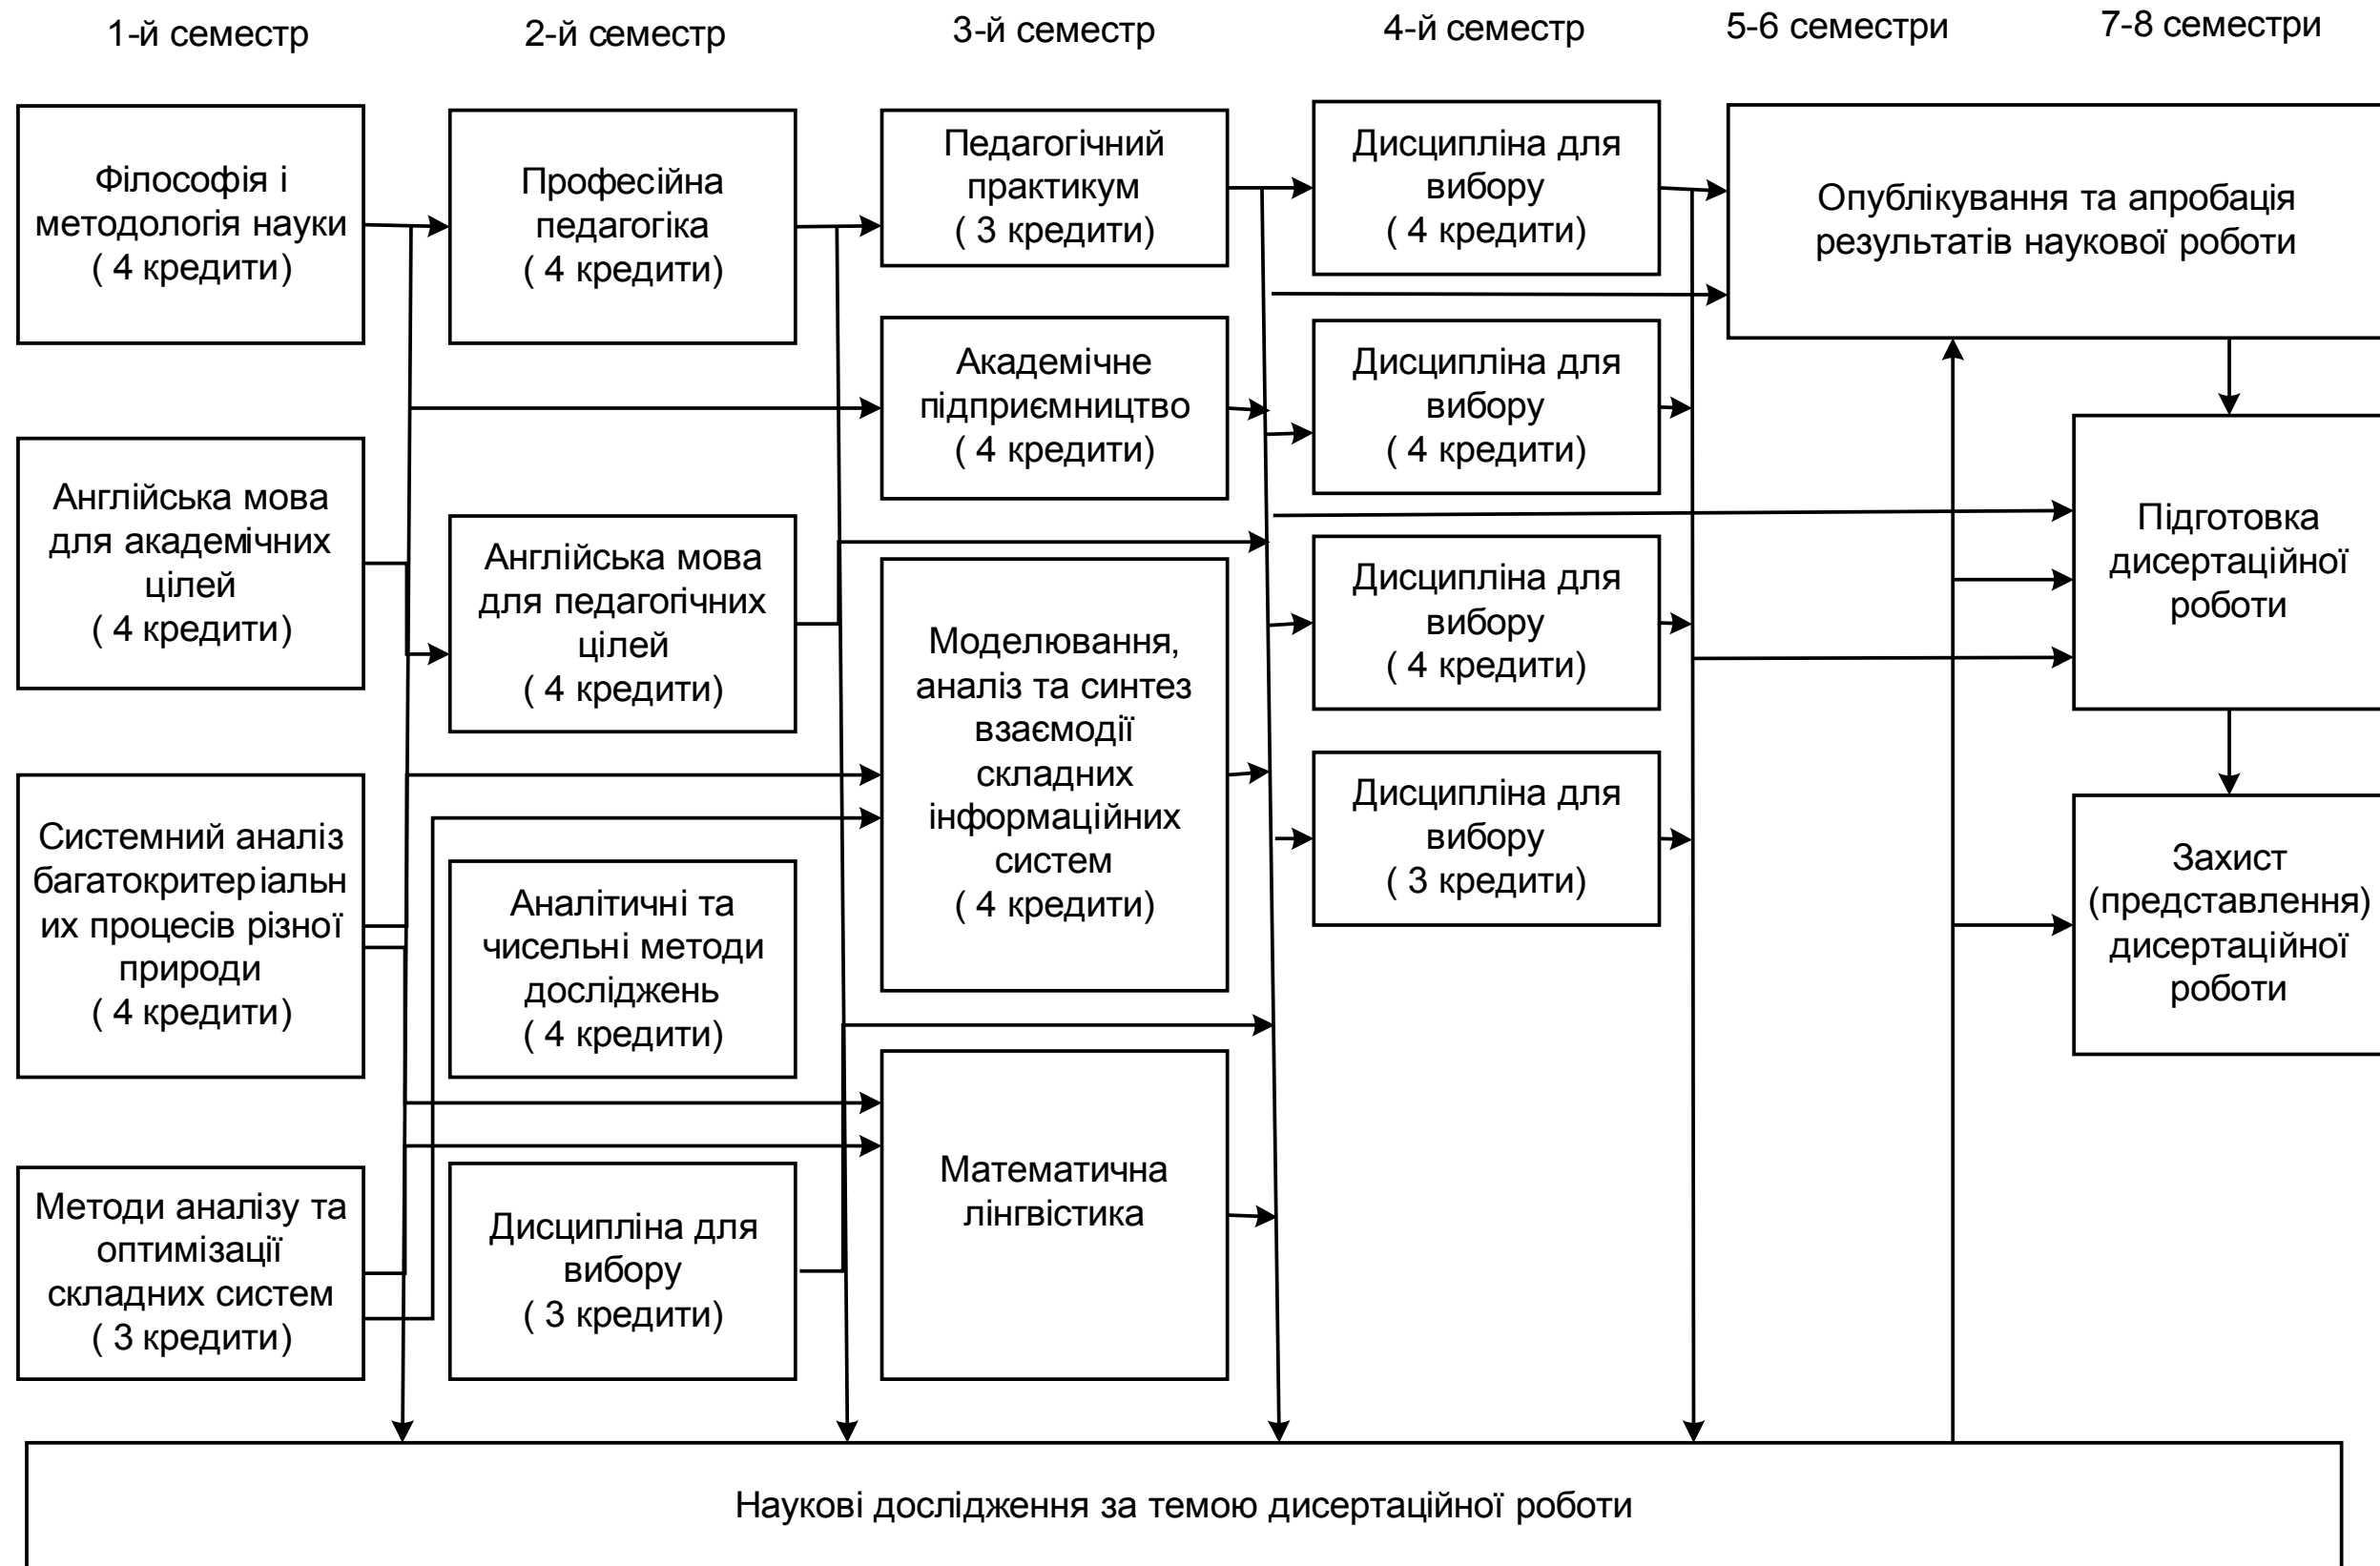 1-й семестр
2-й семестр
3-й семестр
4-й семестр
5-6 семестри
7-8 семестри
Філософія і
методологія науки
( 4 кредити)
Англійська мова
для академічних
цілей
( 4 кредити)
Системний аналіз
багатокритеріальн
их процесів різної
природи
( 4 кредити)
Методи аналізу та
оптимізації
складних систем
( 3 кредити)
Професійна
педагогіка
( 4 кредити)
Англійська мова
для педагогічних
цілей
( 4 кредити)
Аналітичні та
чисельні методи
досліджень
( 4 кредити)
Дисципліна для
вибору
( 3 кредити)
Педагогічний
практикум
( 3 кредити)
Академічне
підприємництво
( 4 кредити)
Моделювання,
аналіз та синтез
взаємодії
складних
інформаційних
систем
( 4 кредити)
Математична
лінгвістика
Дисципліна для
вибору
( 4 кредити)
Дисципліна для
вибору
( 4 кредити)
Дисципліна для
вибору
( 4 кредити)
Дисципліна для
вибору
( 3 кредити)
Опублікування та апробація
результатів наукової роботи
Підготовка
дисертаційної
роботи
Захист
(представлення)
дисертаційної
роботи
Наукові дослідження за темою дисертаційної роботи